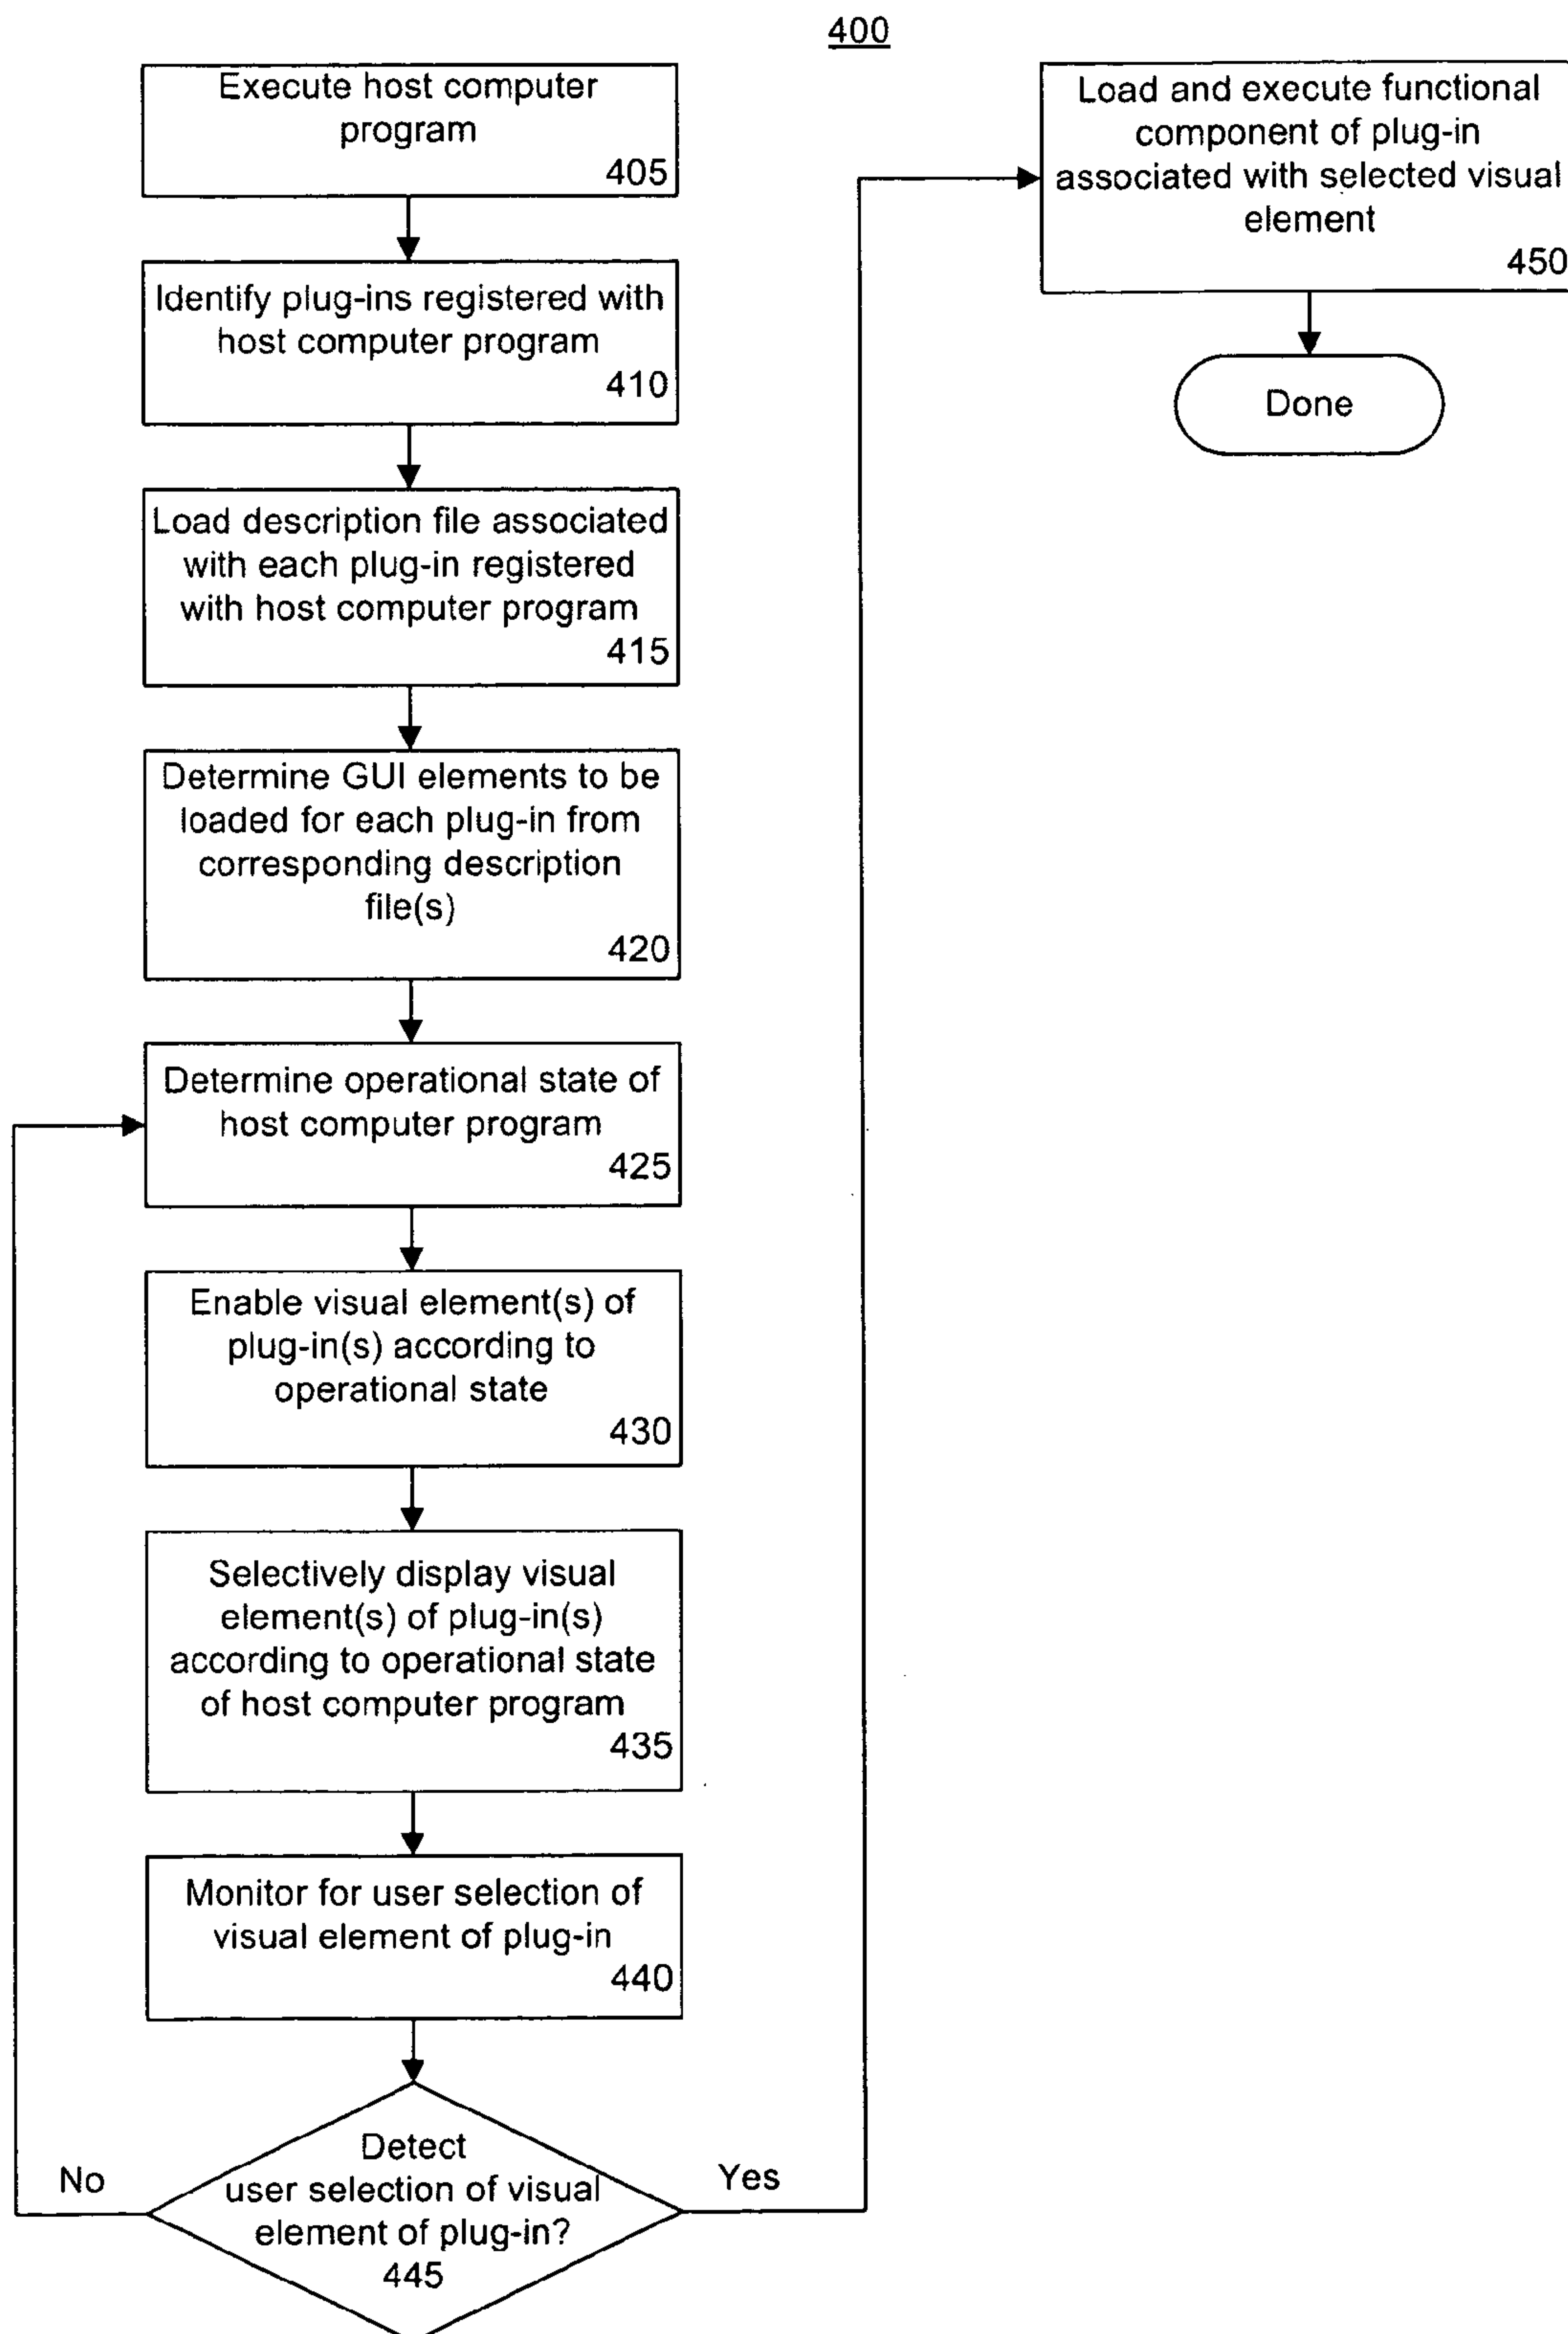 400
Execute host computer
program
405
Identify plug-ins registered with
host computer program
410
Load description file associated
with each plug-in registered
with host computer program
415
Determine GUI elements to be
loaded for each plug-in from
corresponding description
file(s)
420
Determine operational state of
host computer program
425
Enable visual element(s) of
plug-in(s) according to
operational state
430
Selectively display visual
element(s) of plug-in(s)
according to operational state
of host computer program
435
Monitor for user selection of
visual element of plug-in
440
Detect
user selection of visual
element of plug-in?
445
No
Yes
Load and execute functional
component of plug-in
associated with selected visual
element
450
Done